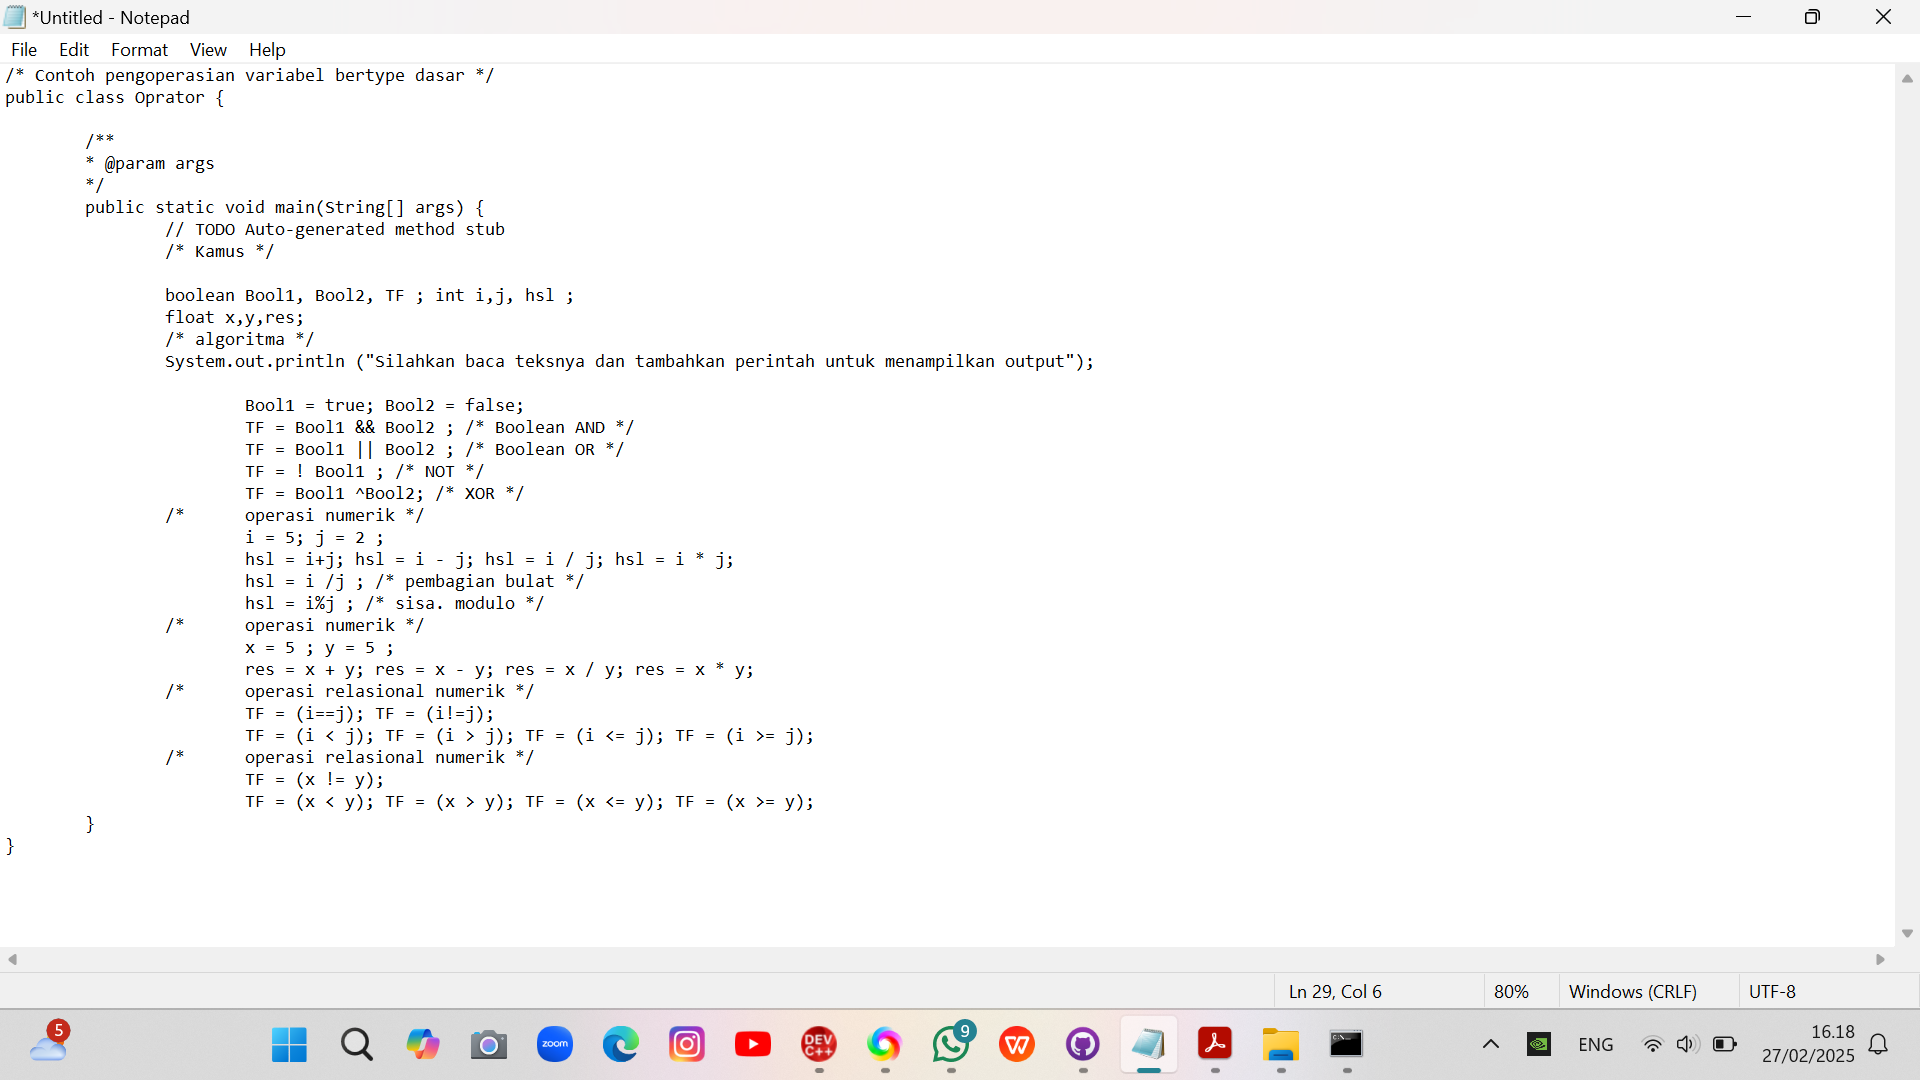 *Untitled - Notepad
File Edit Format View Help
/* Contoh pengoperasian variabel bertype dasar */
public class Oprator {
/**
* @param args
*/
public static void main(String[] args) {
// TODO Auto-generated method stub
/* Kamus */
boolean Bool1, Bool2, TF ; int i,j, hsl ;
float x,y,res;
/* algoritma */
System.out.println ("Silahkan baca teksnya dan tambahkan perintah untuk menampilkan output");
Bool1 = true; Bool2 = false;
TF = Bool1 && Bool2 ; /* Boolean AND */
TF = Bool1 || Bool2 ; /* Boolean OR */
TF = ! Bool1 ; /* NOT */
TF = Bool1 ^Bool2; /* XOR */
/* operasi numerik */
i = 5; j = 2 ;
hsl = i+j; hsl = i - j; hsl = i / j; hsl = i * j;
hsl = i /j ; /* pembagian bulat */
hsl = i%j ; /* sisa. modulo */
/* operasi numerik */
x = 5 ; y = 5 ;
res = x + y; res = x - y; res = x / y; res = x * y;
/* operasi relasional numerik */
TF = (i==j); TF = (i!=j);
TF = (i < j); TF = (i > j); TF = (i <= j); TF = (i >= j);
/* operasi relasional numerik */
TF = (x != y);
TF = (x < y); TF = (x > y); TF = (x <= y); TF = (x >= y);
}
}
Ln 29, Col 6 80% Windows (CRLF) UTF-8
5 zoom DEV C++ 9 W C:\ ENG 16.18
27/02/2025